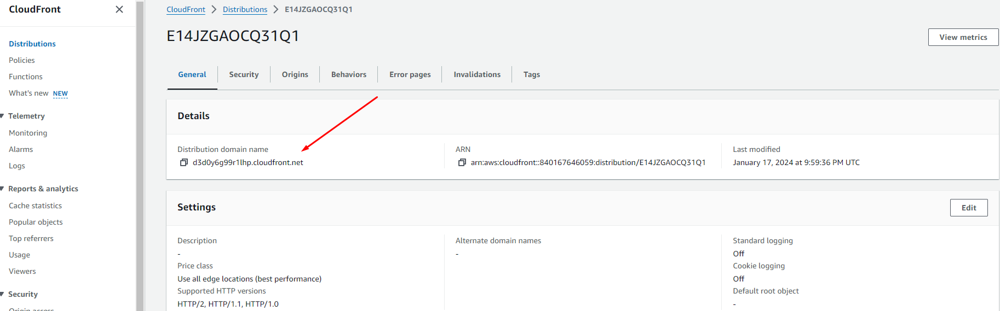 CloudFront
Distributions
Policies
Functions
What's new NEW
Telemetry
Monitoring
Alarms
Logs
Reports & analytics
Cache statistics
Popular objects
Top referrers
Usage
Viewers
Security
Origin access
CloudFront > Distributions > E14JZGAOCQ31Q1
E14JZGAOCQ31Q1
View metrics
General
Security
Origins
Behaviors
Error pages
Invalidations
Tags
Details
Distribution domain name
d3d0y6g99r1lhp.cloudfront.net
ARN
arn:aws:cloudfront::840167646059:distribution/E14JZGAOCQ31Q1
Last modified
January 17, 2024 at 9:59:36 PM UTC
Settings
Edit
Description
-
Price class
Use all edge locations (best performance)
Supported HTTP versions
HTTP/2, HTTP/1.1, HTTP/1.0
Alternate domain names
-
Standard logging
Off
Cookie logging
Off
Default root object
-